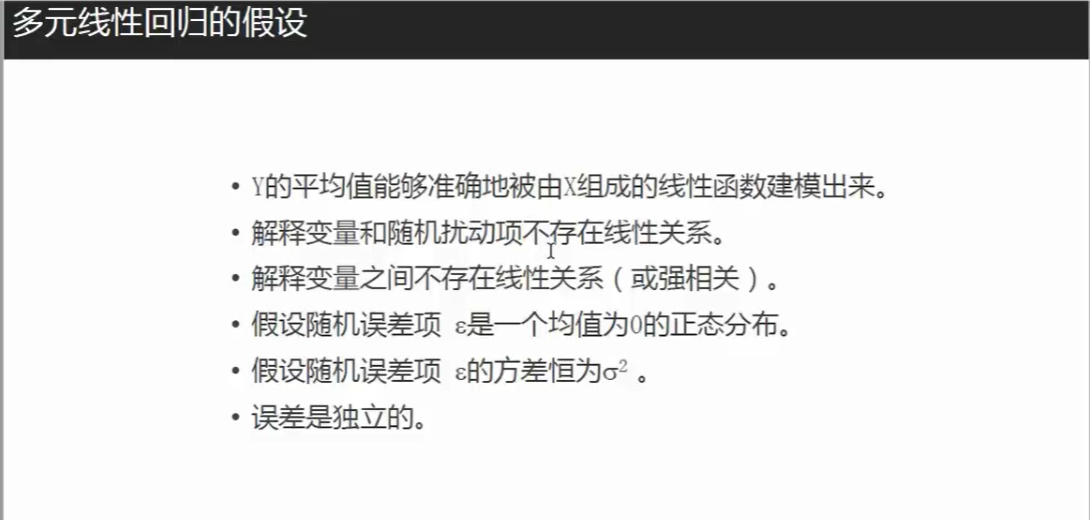 多元线性回归的假设
• Y的平均值能够准确地被由X组成的线性函数建模出来。
• 解释变量和随机扰动项不存在线性关系。
• 解释变量之间不存在线性关系（或强相关）。
• 假设随机误差项 ε是一个均值为0的正态分布。
• 假设随机误差项 ε的方差恒为σ² 。
• 误差是独立的。